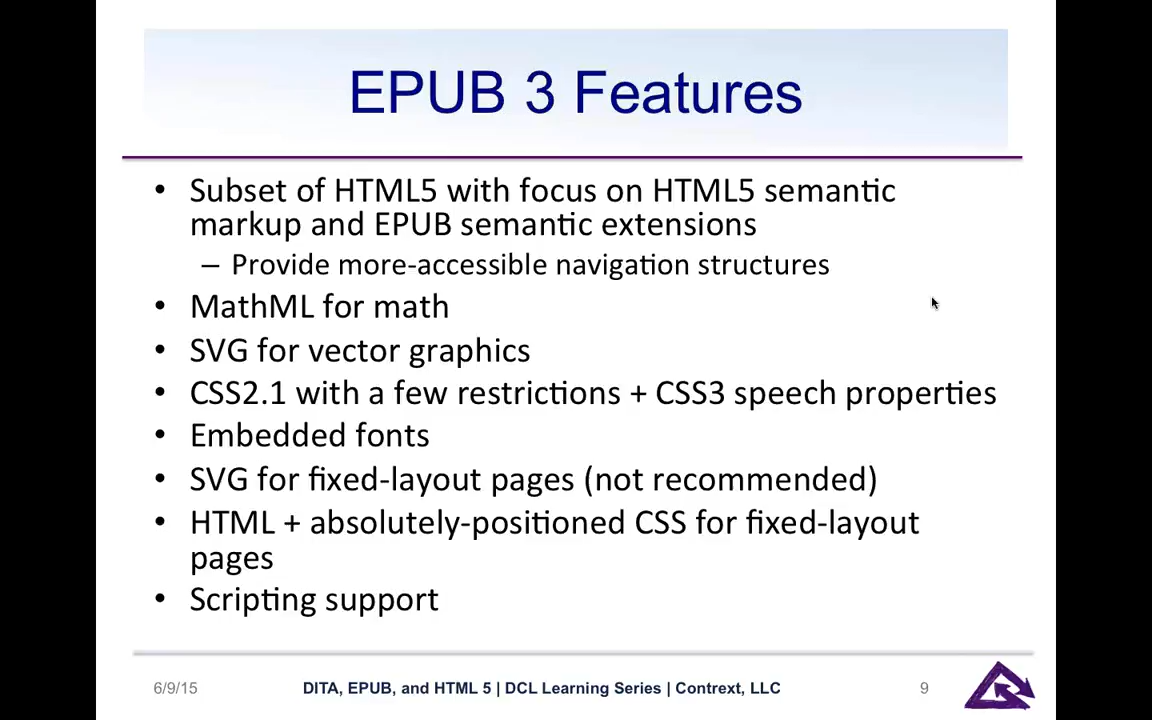 EPUB 3 Features
• Subset of HTML5 with focus on HTML5 semantic
markup and EPUB semantic extensions
– Provide more-accessible navigation structures
• MathML for math
• SVG for vector graphics
• CSS2.1 with a few restrictions + CSS3 speech properties
• Embedded fonts
• SVG for fixed-layout pages (not recommended)
• HTML + absolutely-positioned CSS for fixed-layout
pages
• Scripting support
6/9/15 DITA, EPUB, and HTML 5 | DCL Learning Series | Contrext, LLC 9